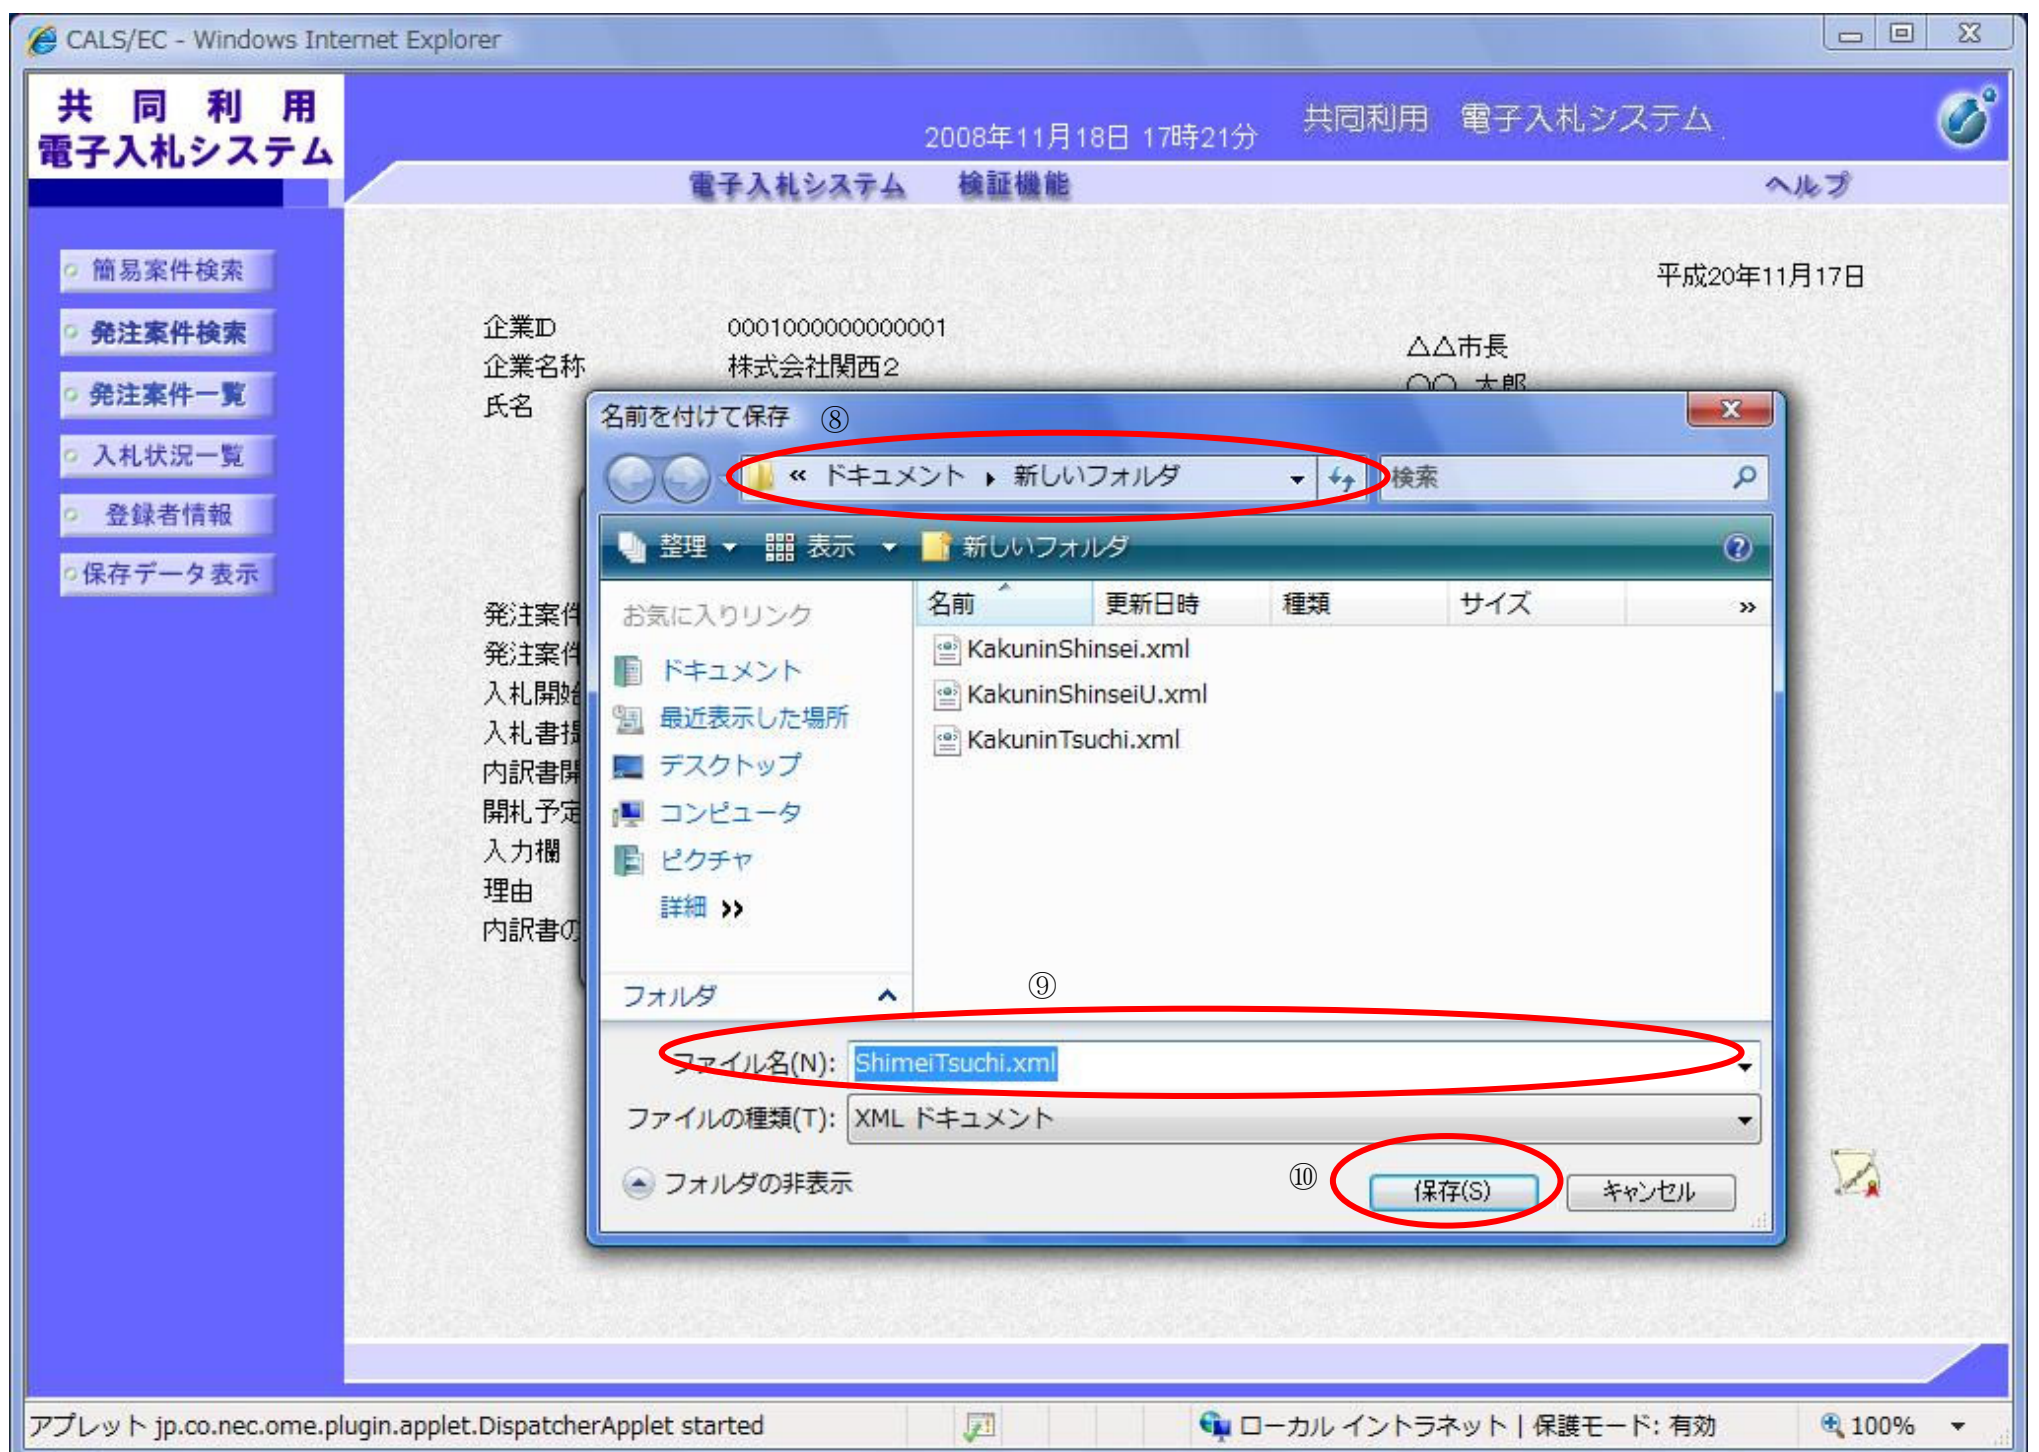 CALS/EC - Windows Internet Explorer
共 同 利 用
電子入札システム
2008年11月18日 17時21分
共同利用 電子入札システム
電子入札システム 検証機能 ヘルプ
簡易案件検索
発注案件検索
発注案件一覧
入札状況一覧
登録者情報
保存データ表示
平成20年11月17日
企業ID 0001000000000001
企業名称 株式会社関西2
氏名
△△市長
○○ 太郎
発注案件
発注案件
入札開始
入札書提
内訳書開
開札予定
入力欄
理由
内訳書の
名前を付けて保存 ⑧
« ドキュメント ▸ 新しいフォルダ
検索
整理 表示 新しいフォルダ
お気に入りリンク
ドキュメント
最近表示した場所
デスクトップ
コンピュータ
ピクチャ
詳細 »
フォルダ
名前 更新日時 種類 サイズ »
KakuninShinsei.xml
KakuninShinseiU.xml
KakuninTsuchi.xml
⑨
ファイル名(N): ShimeiTsuchi.xml
ファイルの種類(T): XML ドキュメント
フォルダの非表示
⑩
保存(S) キャンセル
アプレット jp.co.nec.ome.plugin.applet.DispatcherApplet started
ローカル イントラネット | 保護モード: 有効
100%